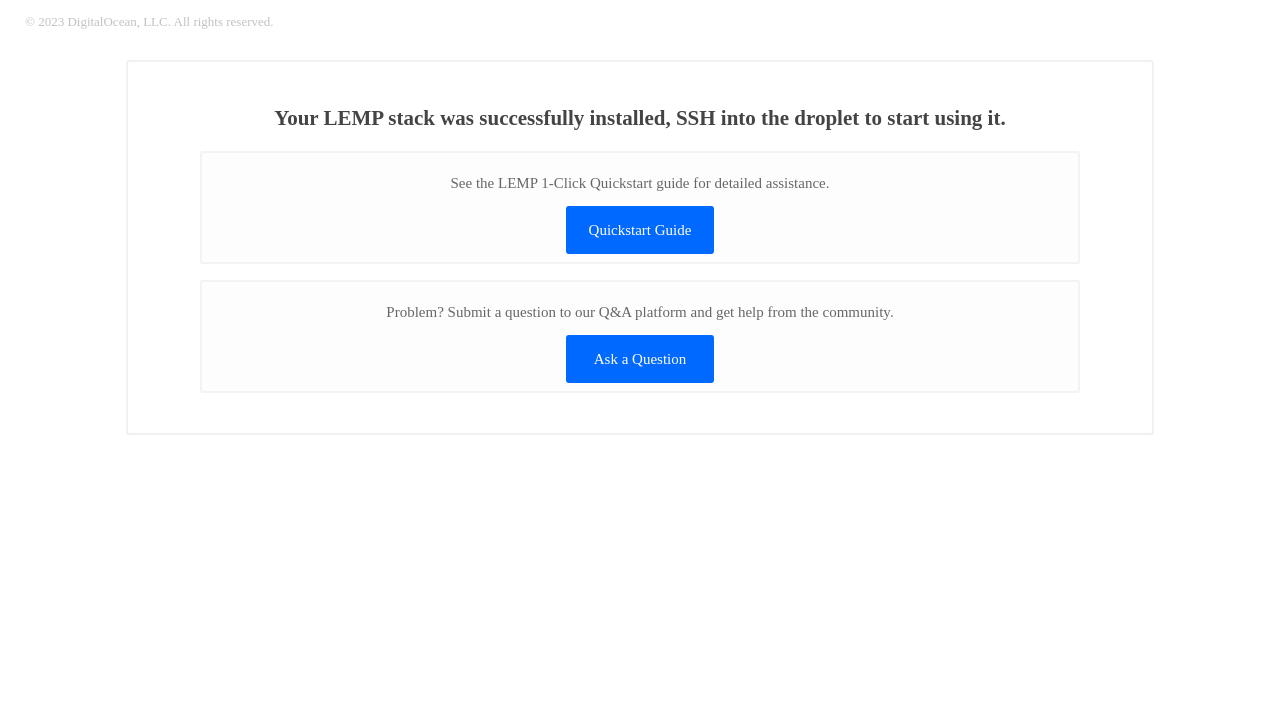 © 2023 DigitalOcean, LLC. All rights reserved.
Your LEMP stack was successfully installed, SSH into the droplet to start using it.
See the LEMP 1-Click Quickstart guide for detailed assistance.
Quickstart Guide
Problem? Submit a question to our Q&A platform and get help from the community.
Ask a Question